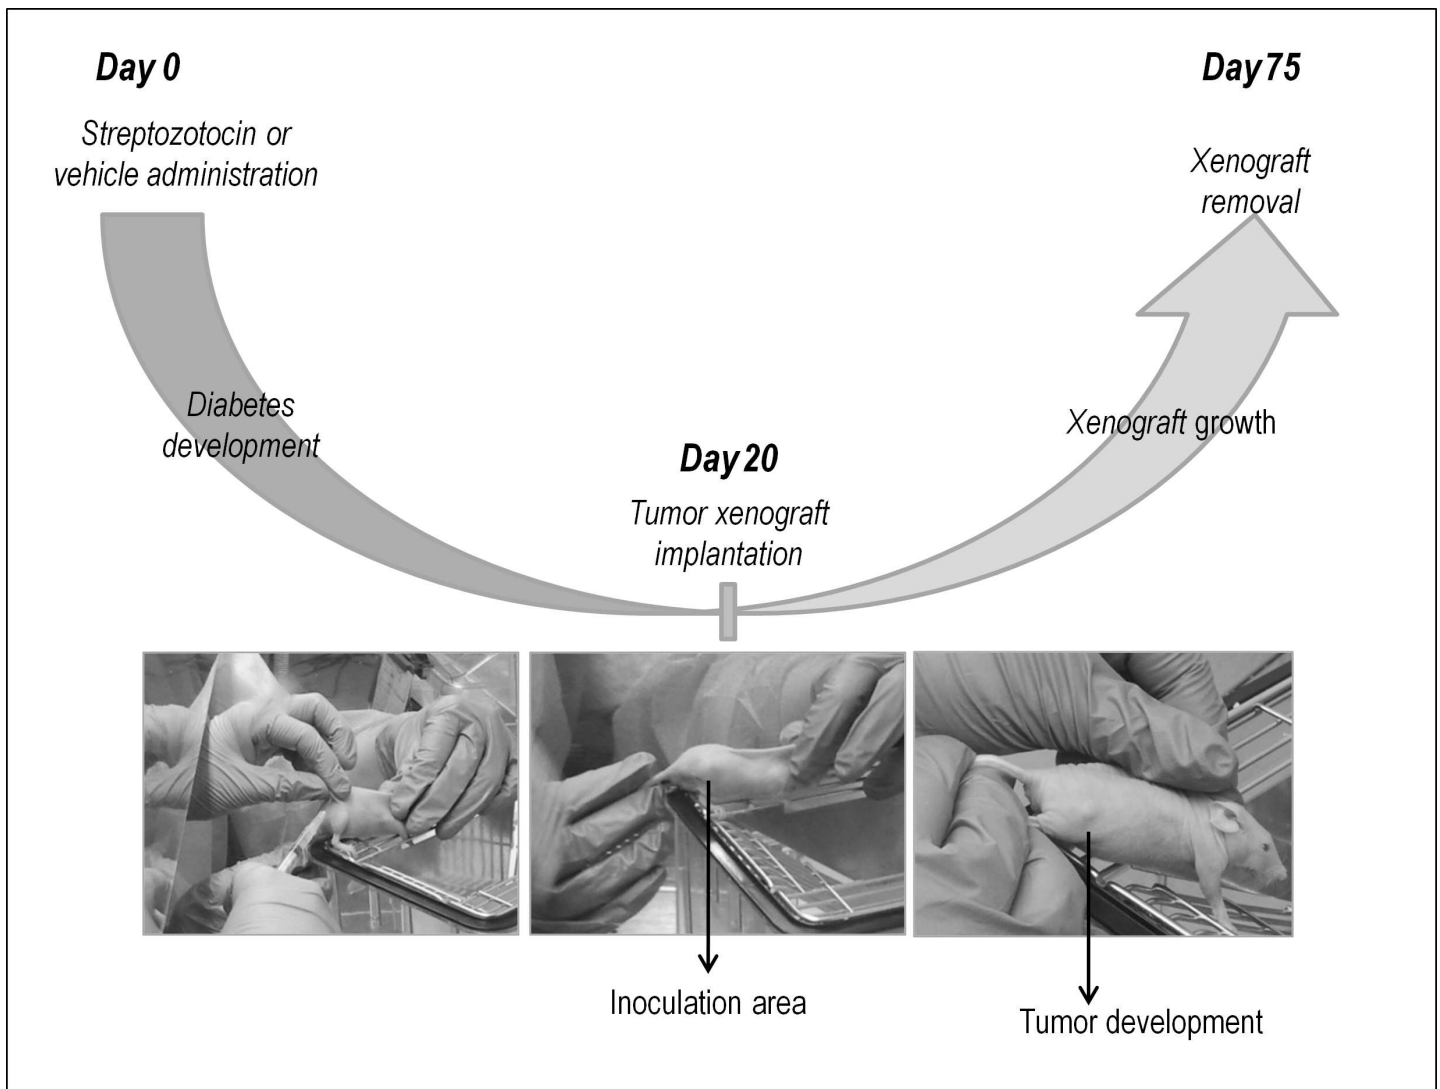 Day 0
Streptozotocin or
vehicle administration
Diabetes
development
Day 20
Tumor xenograft
implantation
Day 75
Xenograft
removal
Xenograft growth
Inoculation area
Tumor development